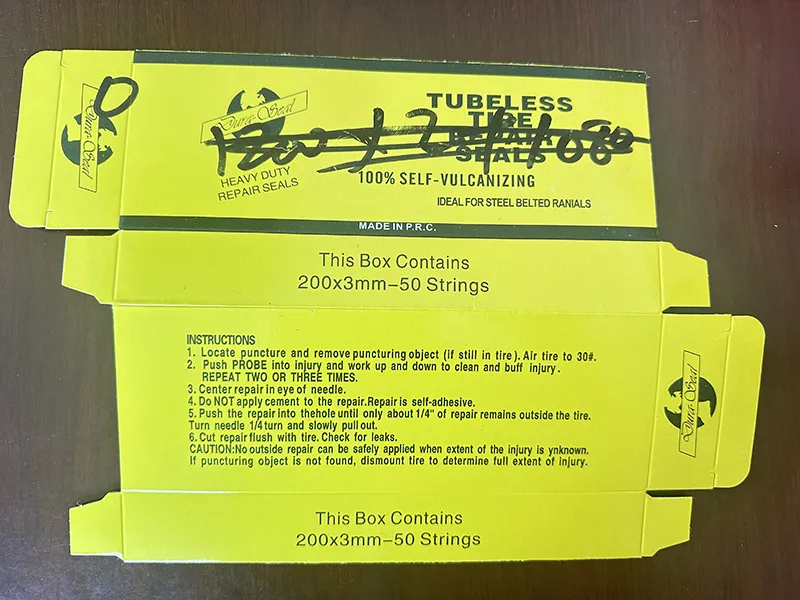 Dura-Seal
Dura-Seal
HEAVY DUTY
REPAIR SEALS
TUBELESS
TIRE
REPAIR
SEALS
100% SELF-VULCANIZING
IDEAL FOR STEEL BELTED RANIALS
MADE IN P.R.C.
This Box Contains
200x3mm-50 Strings
INSTRUCTIONS
1. Locate puncture and remove puncturing object (if still in tire). Air tire to 30#.
2. Push PROBE into injury and work up and down to clean and buff injury.
REPEAT TWO OR THREE TIMES.
3. Center repair in eye of needle.
4. Do NOT apply cement to the repair.Repair is self-adhesive.
5. Push the repair into thehole until only about 1/4" of repair remains outside the tire.
Turn needle 1/4 turn and slowly pull out.
6. Cut repair flush with tire. Check for leaks.
CAUTION:No outside repair can be safely applied when extent of the injury is ynknown.
If puncturing object is not found, dismount tire to determine full extent of injury.
Dura-Seal
This Box Contains
200x3mm-50 Strings